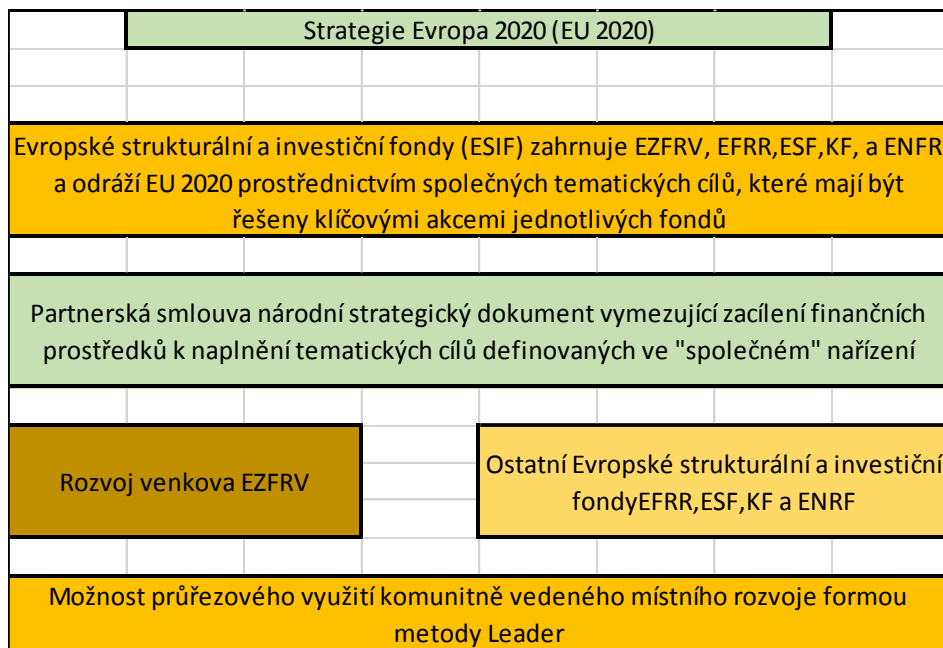 Strategie Evropa 2020 (EU 2020)
Evropské strukturální a investiční fondy (ESIF) zahrnuje EZFRV, EFRR,ESF,KF, a ENFR
a odráží EU 2020 prostřednictvím společných tematických cílů, které mají být
řešeny klíčovými akcemi jednotlivých fondů
Partnerská smlouva národní strategický dokument vymezující zacílení finančních
prostředků k naplnění tematických cílů definovaných ve "společném" nařízení
Rozvoj venkova EZFRV
Ostatní Evropské strukturální a investiční
fondyEFRR,ESF,KF a ENRF
Možnost průřezového využití komunitně vedeného místního rozvoje formou
metody Leader